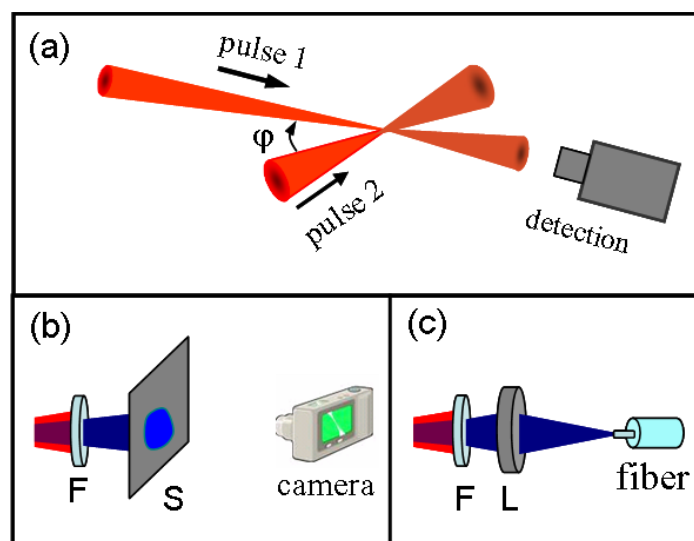 (a)
pulse 1
φ
pulse 2
detection
(b)
F
S
camera
(c)
F
L
fiber